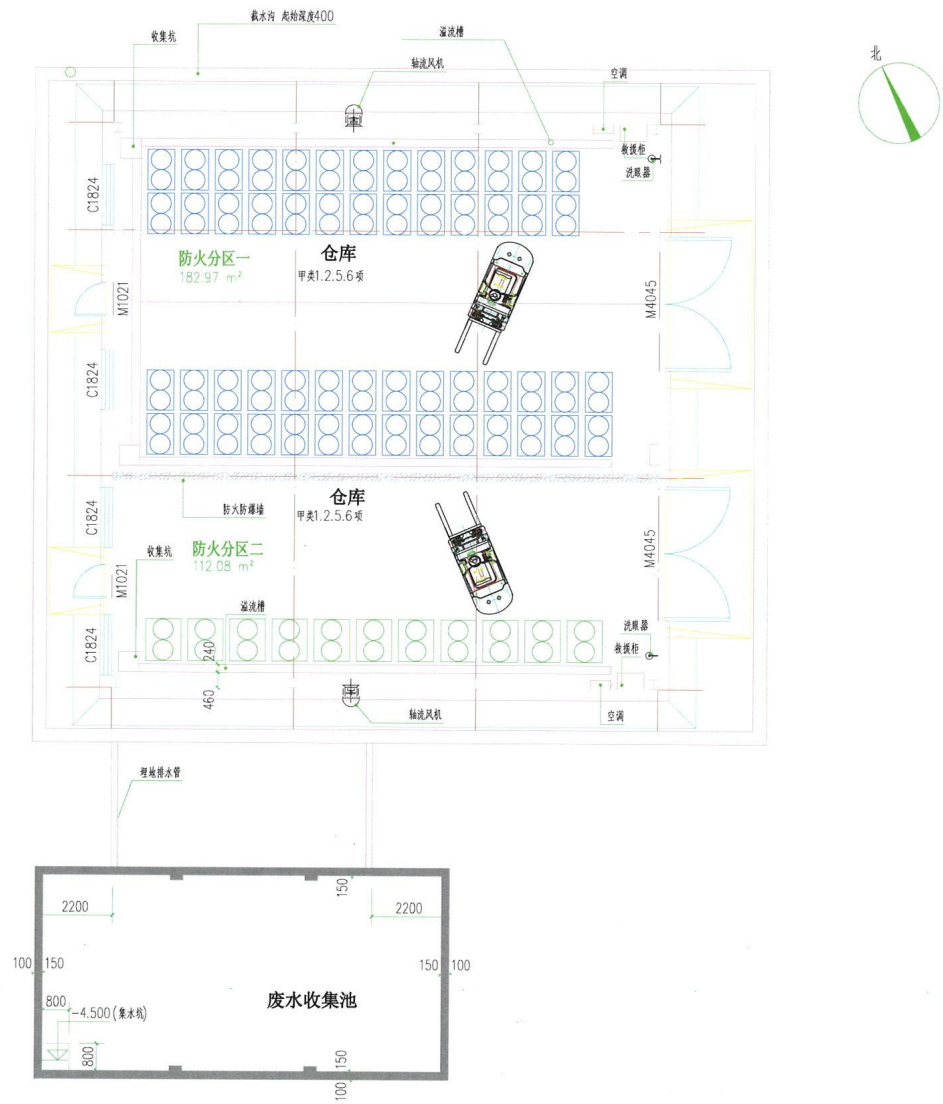 截水沟 起始深度400
收集坑
溢流槽
轴流风机
空调
北
救援柜
洗眼器
C1824
防火分区一
182.97 m²
仓库
甲类1.2.5.6项
M1021
M4045
C1824
防火防爆墙
仓库
甲类1.2.5.6项
C1824
收集坑
防火分区二
112.08 m²
M1021
M4045
溢流槽
洗眼器
救援柜
C1824
240
460
轴流风机
空调
埋地排水管
150
2200
2200
100
150
150
100
废水收集池
800
-4.500(集水坑)
800
150
100